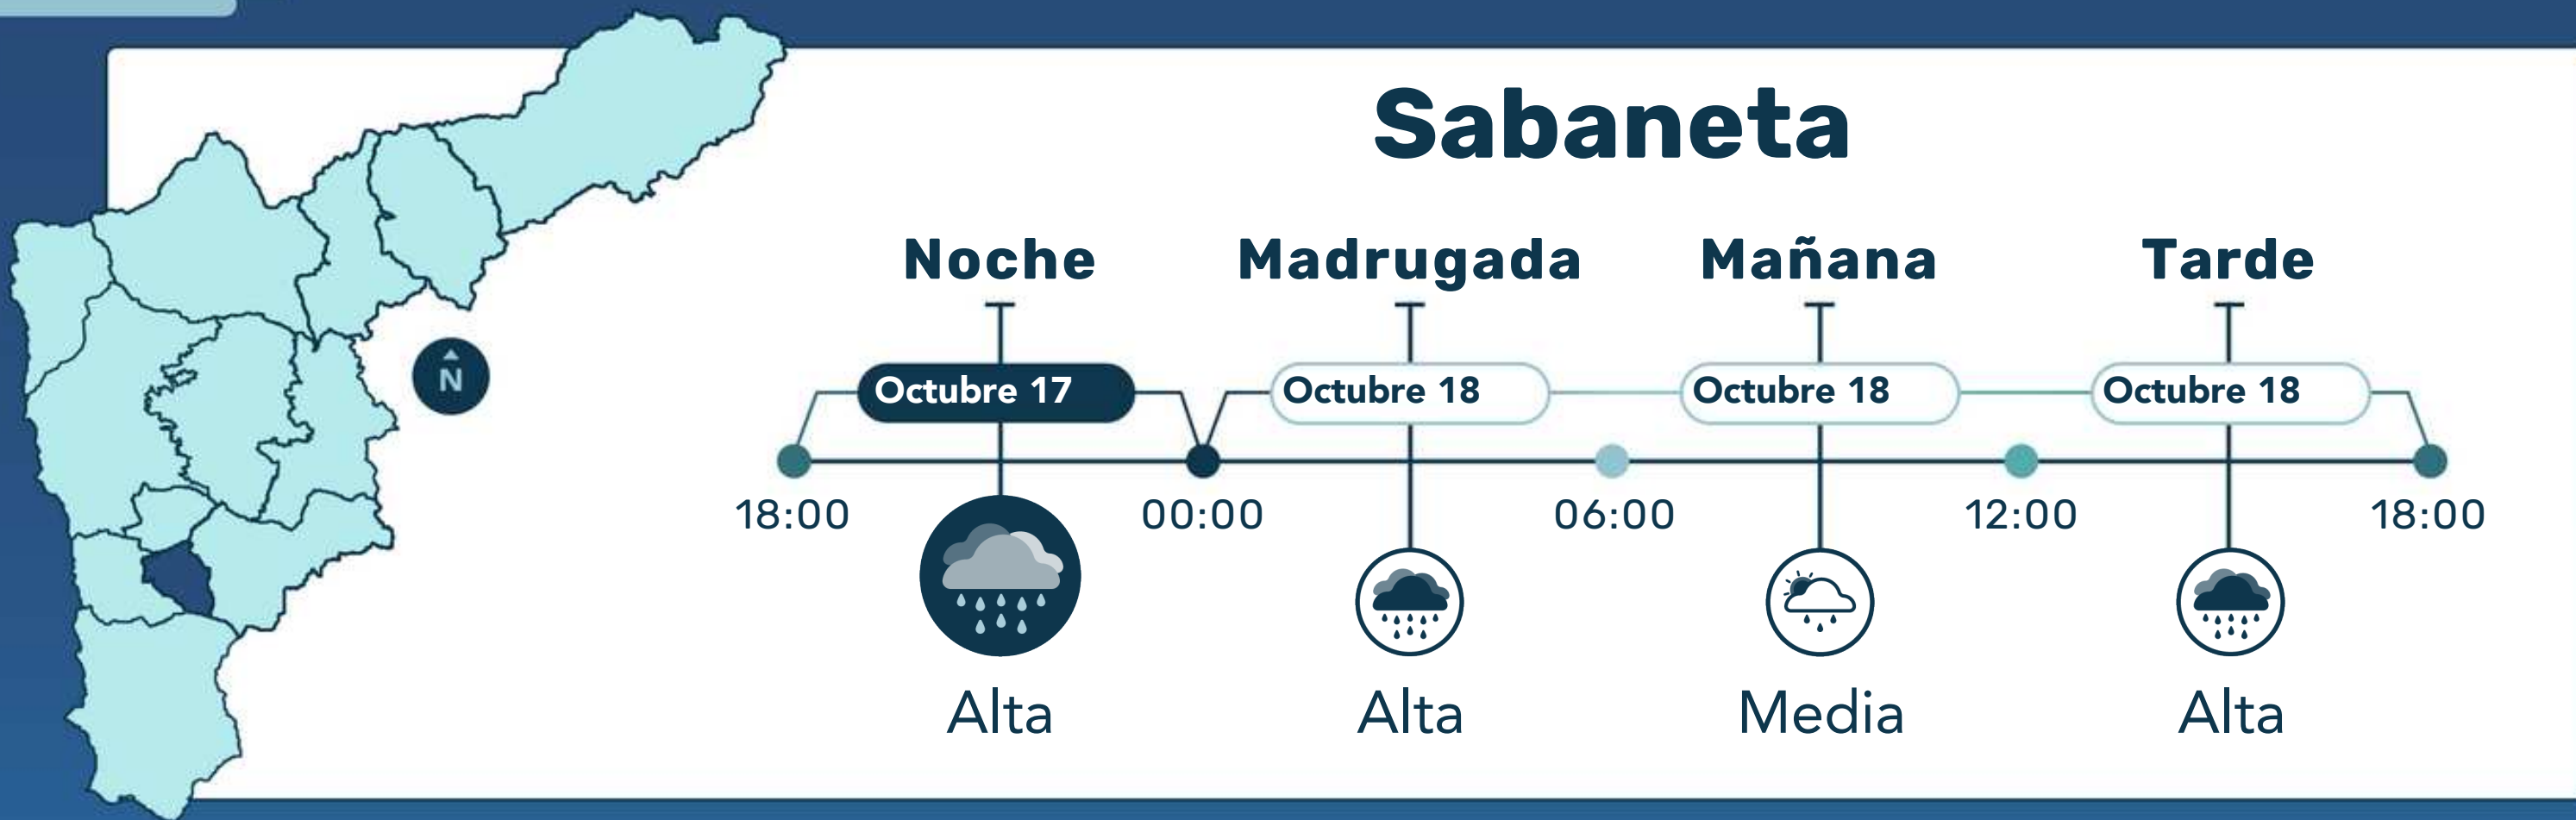 Sabaneta
Noche
Madrugada
Mañana
Tarde
Octubre 17
Octubre 18
Octubre 18
Octubre 18
N
18:00
00:00
06:00
12:00
18:00
Alta
Alta
Media
Alta